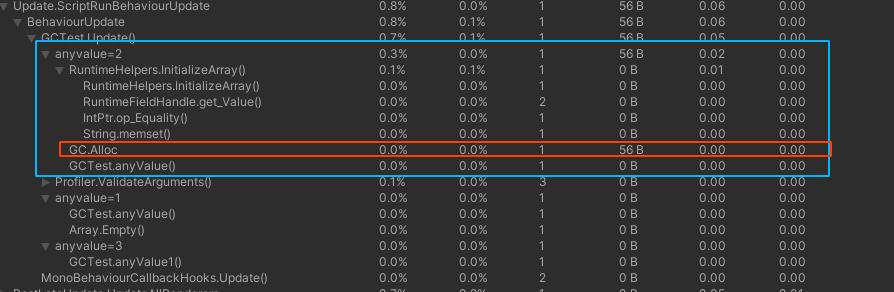 Update.ScriptRunBehaviourUpdate 0.8% 0.0% 1 56 B 0.06 0.00
BehaviourUpdate 0.8% 0.1% 1 56 B 0.06 0.00
GCTest.Update() 0.7% 0.1% 1 56 B 0.05 0.00
anyvalue=2 0.3% 0.0% 1 56 B 0.02 0.00
RuntimeHelpers.InitializeArray() 0.1% 0.1% 1 0 B 0.01 0.00
RuntimeHelpers.InitializeArray() 0.0% 0.0% 1 0 B 0.00 0.00
RuntimeFieldHandle.get_Value() 0.0% 0.0% 2 0 B 0.00 0.00
IntPtr.op_Equality() 0.0% 0.0% 1 0 B 0.00 0.00
String.memset() 0.0% 0.0% 1 0 B 0.00 0.00
GC.Alloc 0.0% 0.0% 1 56 B 0.00 0.00
GCTest.anyValue() 0.0% 0.0% 1 0 B 0.00 0.00
Profiler.ValidateArguments() 0.1% 0.0% 3 0 B 0.00 0.00
anyvalue=1 0.0% 0.0% 1 0 B 0.00 0.00
GCTest.anyValue() 0.0% 0.0% 1 0 B 0.00 0.00
Array.Empty() 0.0% 0.0% 1 0 B 0.00 0.00
anyvalue=3 0.0% 0.0% 1 0 B 0.00 0.00
GCTest.anyValue1() 0.0% 0.0% 1 0 B 0.00 0.00
MonoBehaviourCallbackHooks.Update() 0.0% 0.0% 2 0 B 0.00 0.00